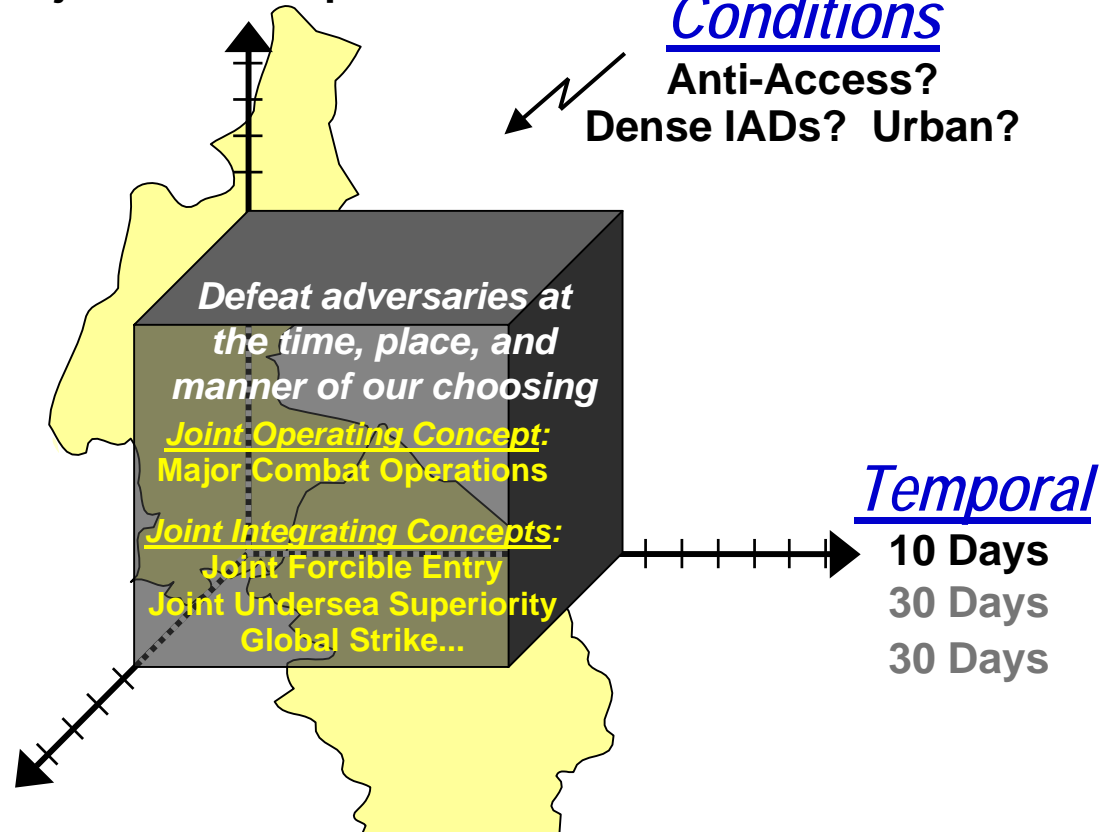 Conditions
Anti-Access?
Dense IADs? Urban?
Defeat adversaries at
the time, place, and
manner of our choosing
Joint Operating Concept:
Major Combat Operations
Joint Integrating Concepts:
Joint Forcible Entry
Joint Undersea Superiority
Global Strike...
Temporal
10 Days
30 Days
30 Days